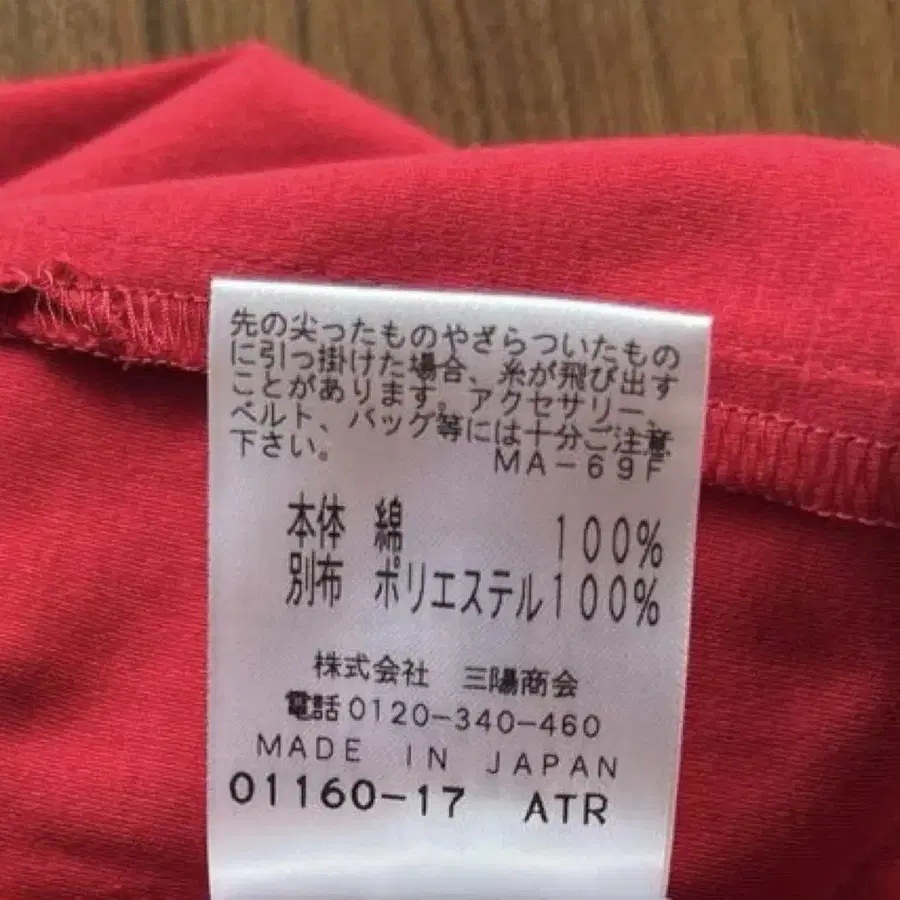 先の尖ったものやざらついたもの
に引っ掛けた場合、糸が飛び出す
ことがあります。アクセサリー、
ベルト、バッグ等には十分ご注意
下さい。 MA-69F
本体 綿 100%
別布 ポリエステル100%
株式会社 三陽商会
電話0120-340-460
MADE IN JAPAN
01160-17 ATR